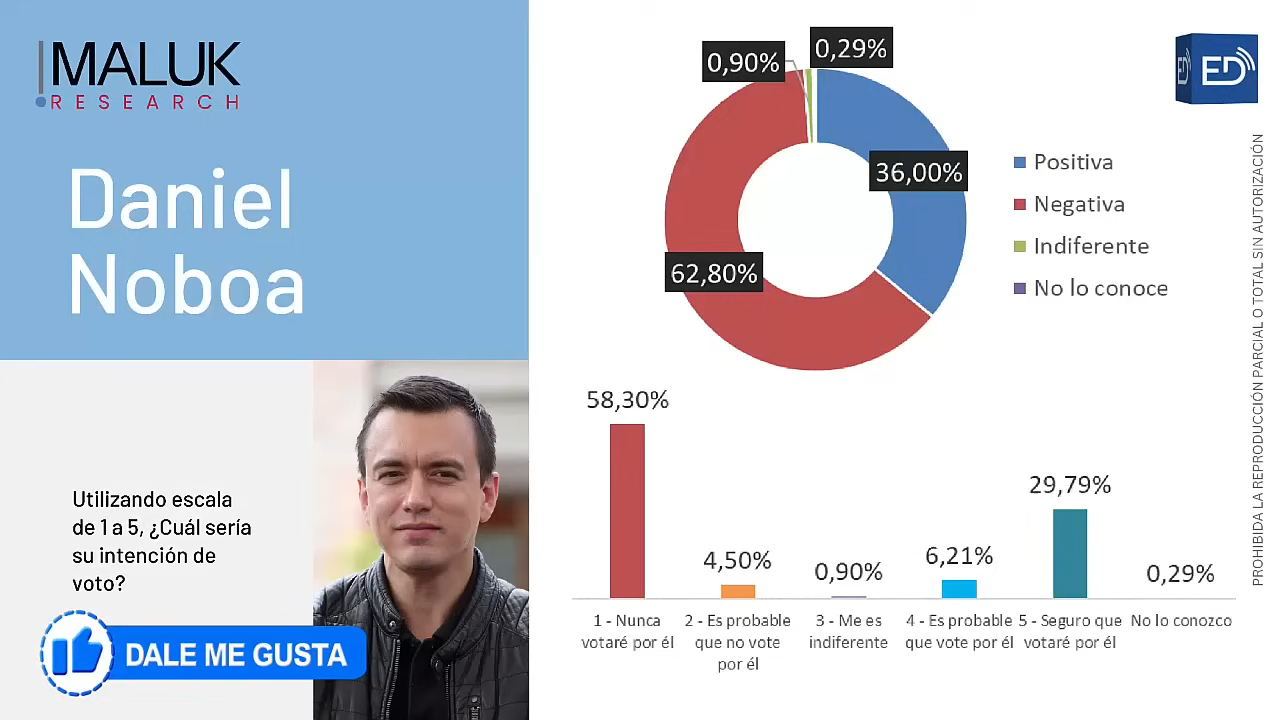 MALUK
RESEARCH
Daniel
Noboa
Utilizando escala
de 1 a 5, ¿Cuál sería
su intención de
voto?
DALE ME GUSTA
0,90%
0,29%
36,00%
62,80%
Positiva
Negativa
Indiferente
No lo conoce
58,30%
4,50%
0,90%
6,21%
29,79%
0,29%
1 - Nunca
votaré por él
2 - Es probable
que no vote
por él
3 - Me es
indiferente
4 - Es probable
que vote por él
5 - Seguro que
votaré por él
No lo conozco
ED
ED
PROHIBIDA LA REPRODUCCIÓN PARCIAL O TOTAL SIN AUTORIZACIÓN